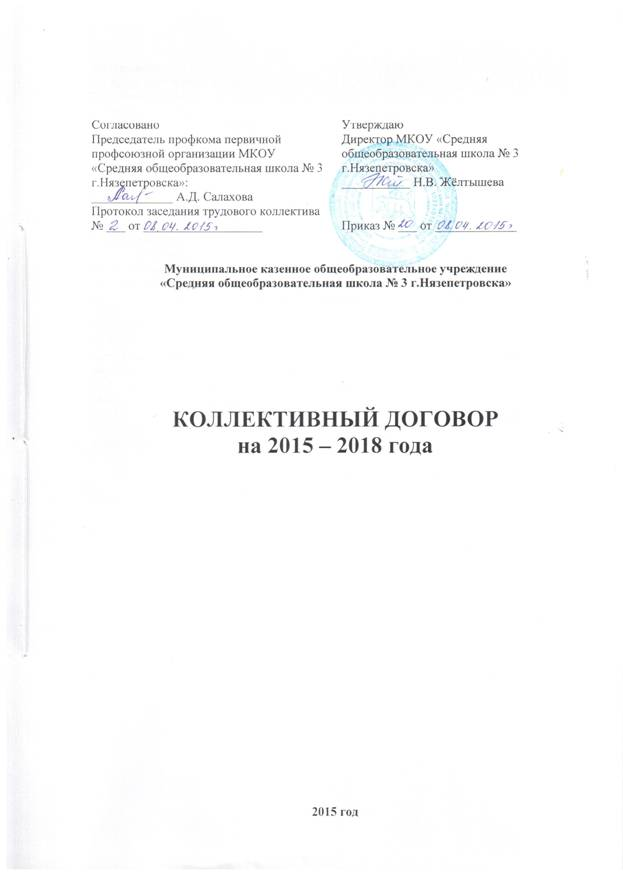 Согласовано
Председатель профкома первичной
профсоюзной организации МКОУ
«Средняя общеобразовательная школа № 3
г.Нязепетровска»:
____________ А.Д. Салахова
Протокол заседания трудового коллектива
№ 2 от 08.04. 2015г
Утверждаю
Директор МКОУ «Средняя
общеобразовательная школа № 3
г.Нязепетровска»
__________ Н.В. Жёлтышева
Приказ № 20 от 08.04. 2015г
Муниципальное казенное общеобразовательное учреждение
«Средняя общеобразовательная школа № 3 г.Нязепетровска»
КОЛЛЕКТИВНЫЙ ДОГОВОР
на 2015 – 2018 года
2015 год